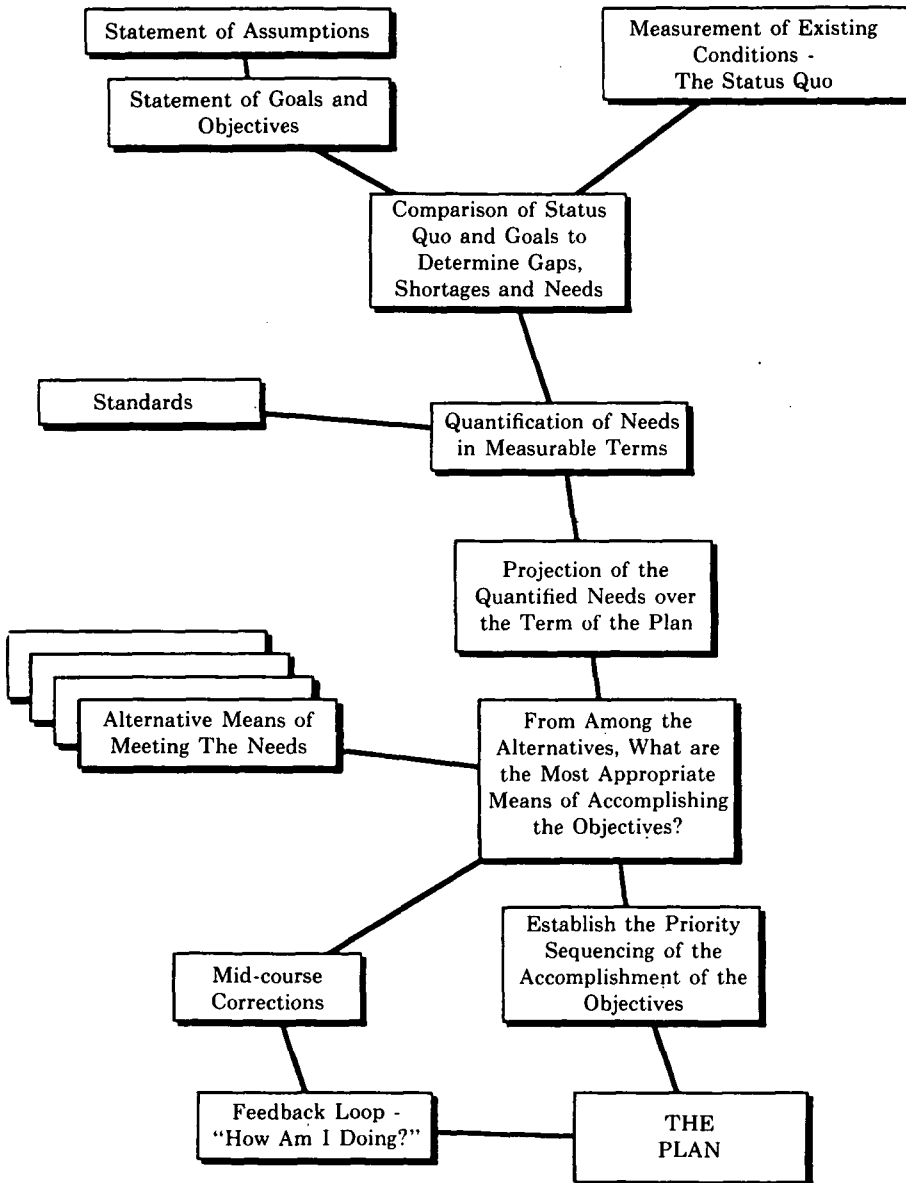 Statement of Assumptions
Measurement of Existing
Conditions -
The Status Quo
Statement of Goals and
Objectives
Comparison of Status
Quo and Goals to
Determine Gaps,
Shortages and Needs
Standards
Quantification of Needs
in Measurable Terms
Projection of the
Quantified Needs over
the Term of the Plan
Alternative Means of
Meeting The Needs
From Among the
Alternatives, What are
the Most Appropriate
Means of Accomplishing
the Objectives?
Establish the Priority
Sequencing of the
Accomplishment of the
Objectives
Mid-course
Corrections
Feedback Loop -
"How Am I Doing?"
THE
PLAN